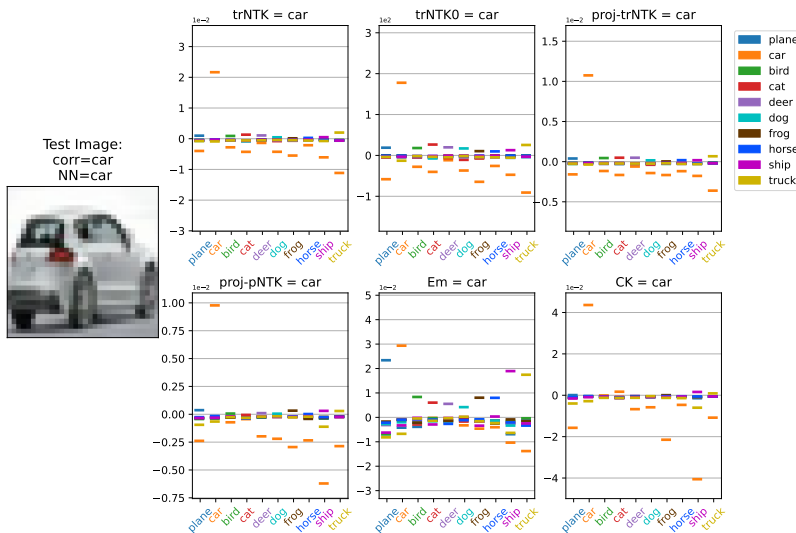 Test Image:
corr=car
NN=car
trNTK = car
1e−2
3
2
1
0
−1
−2
−3
plane
car
bird
cat
deer
dog
frog
horse
ship
truck
trNTK0 = car
1e2
3
2
1
0
−1
plane
car
bird
cat
deer
dog
frog
horse
ship
truck
proj-trNTK = car
1e−2
1.5
1.0
0.5
0.0
−0.5
plane
car
bird
cat
deer
dog
frog
horse
ship
truck
plane
car
bird
cat
deer
dog
frog
horse
ship
truck
proj-pNTK = car
1e−2
1.00
0.75
0.50
0.25
0.00
−0.25
−0.50
−0.75
plane
car
bird
cat
deer
dog
frog
horse
ship
truck
Em = car
1e−2
5
4
3
2
1
0
−1
−2
−3
plane
car
bird
cat
deer
dog
frog
horse
ship
truck
CK = car
1e−2
4
2
0
−2
−4
plane
car
bird
cat
deer
dog
frog
horse
ship
truck